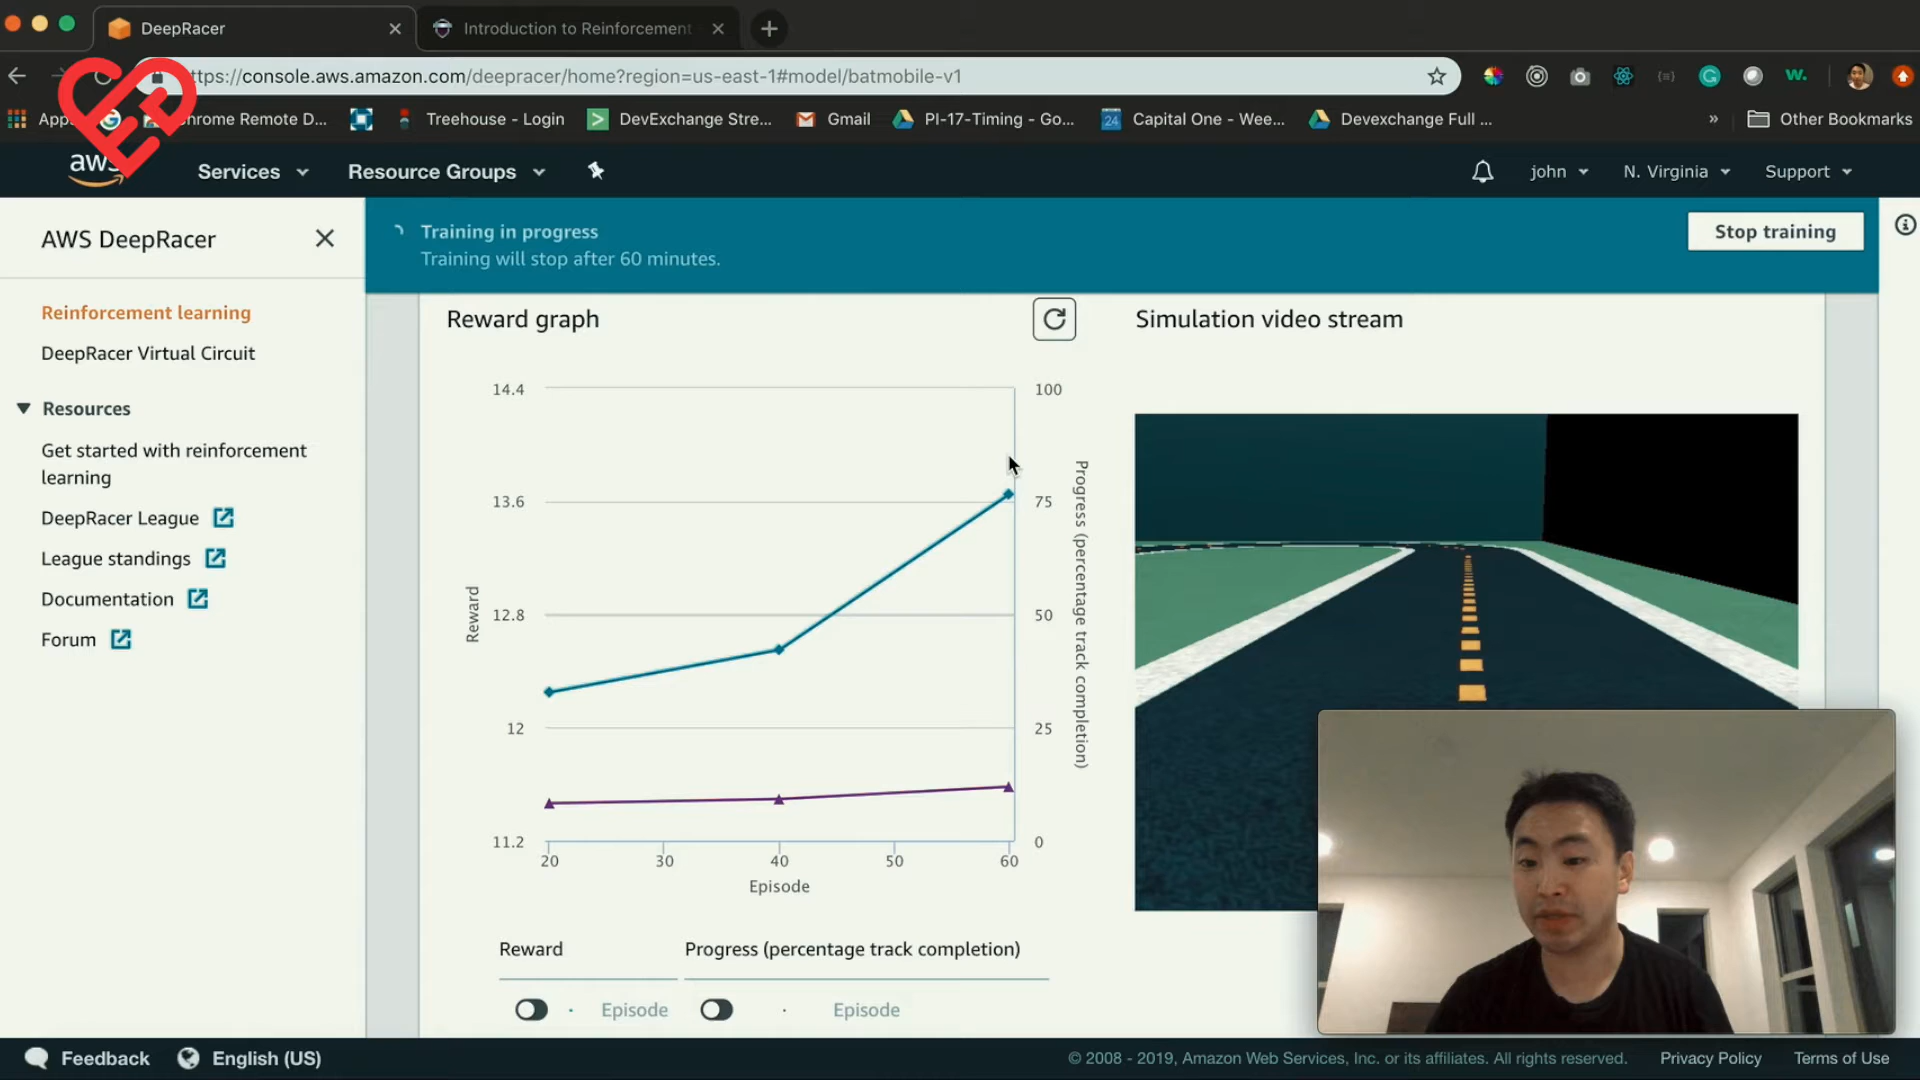 DeepRacer
Introduction to Reinforcement
ttps://console.aws.amazon.com/deepracer/home?region=us-east-1#model/batmobile-v1
Apps
Chrome Remote D...
Treehouse - Login
DevExchange Stre...
Gmail
PI-17-Timing - Go...
24
Capital One - Wee...
Devexchange Full ...
»
Other Bookmarks
aws
Services
Resource Groups
john
N. Virginia
Support
AWS DeepRacer
Training in progress
Training will stop after 60 minutes.
Stop training
Reinforcement learning
DeepRacer Virtual Circuit
Resources
Get started with reinforcement
learning
DeepRacer League
League standings
Documentation
Forum
Reward graph
Simulation video stream
14.4
13.6
12.8
12
11.2
Reward
100
75
50
25
0
Progress (percentage track completion)
20
30
40
50
60
Episode
Reward
Progress (percentage track completion)
Episode
Episode
Feedback
English (US)
© 2008 - 2019, Amazon Web Services, Inc. or its affiliates. All rights reserved.
Privacy Policy
Terms of Use